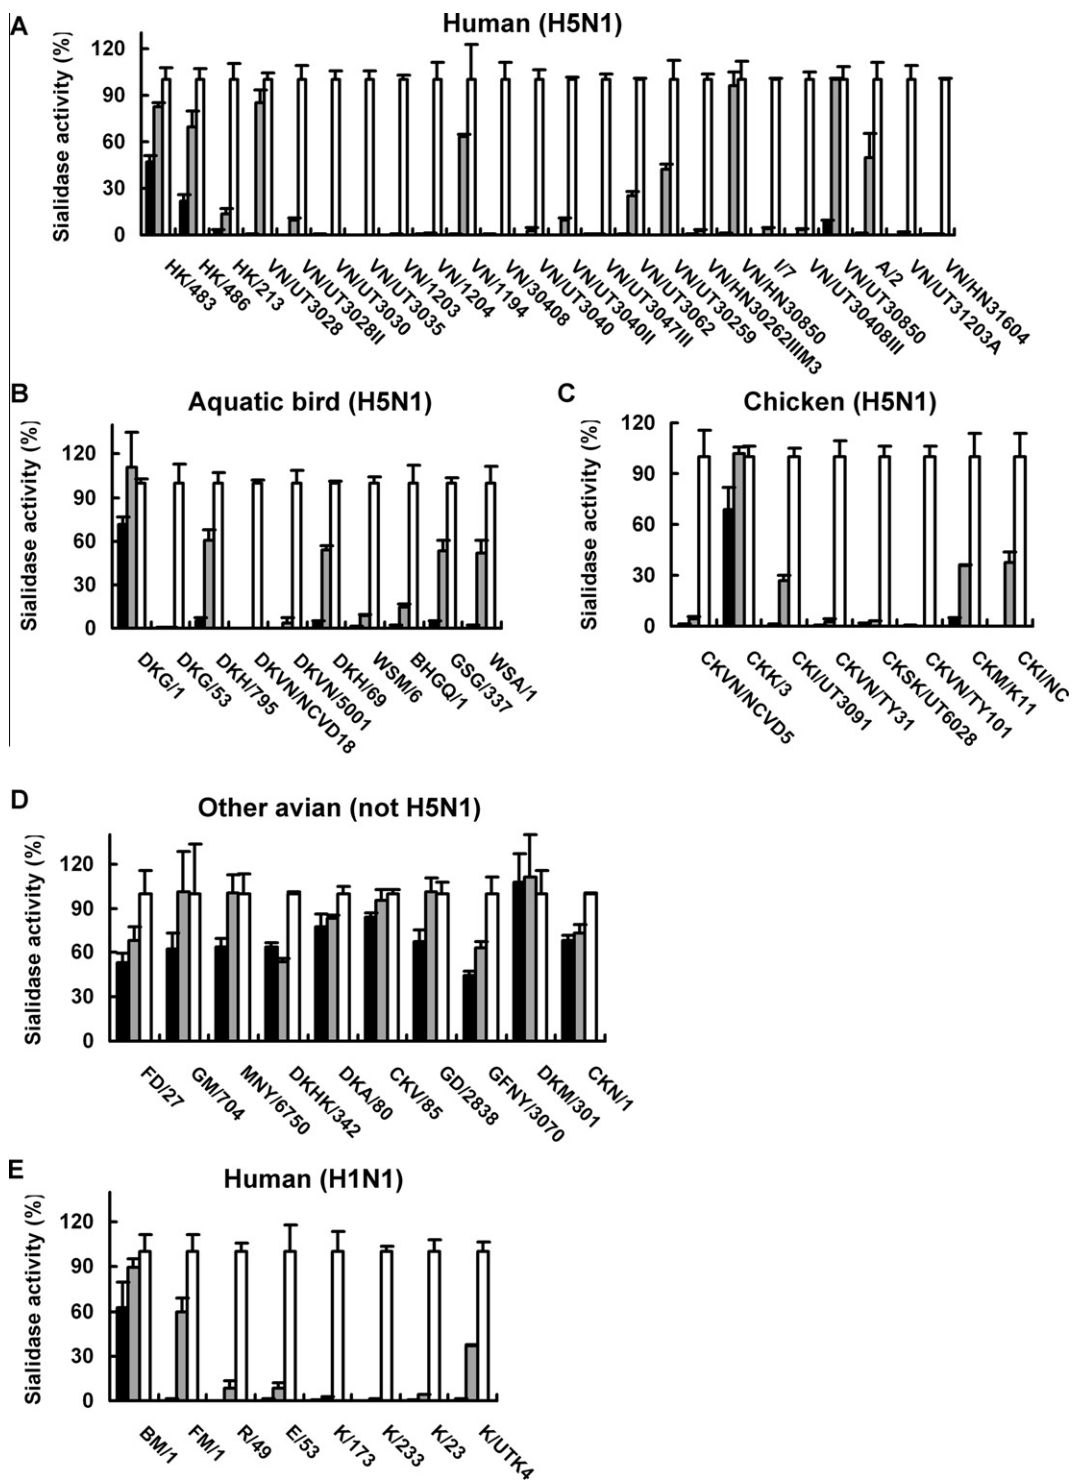 A
Human (H5N1)
Sialidase activity (%)
120
90
60
30
0
HK/483
HK/486
HK/213
VN/UT3028
VN/UT3028II
VN/UT3030
VN/UT3035
VN/1203
VN/1204
VN/1194
VN/30408
VN/UT3040
VN/UT3040II
VN/UT3047III
VN/UT3062
VN/UT30259
VN/HN30262IIIM3
VN/HN30850
I/7
VN/UT30408III
VN/UT30850
A/2
VN/UT31203A
VN/HN31604
B
Aquatic bird (H5N1)
Sialidase activity (%)
120
90
60
30
0
DKG/1
DKG/53
DKH/795
DKVN/NCVD18
DKVN/5001
DKH/69
WSM/6
BHGQ/1
GSG/337
WSA/1
C
Chicken (H5N1)
Sialidase activity (%)
120
90
60
30
0
CKVN/NCVD5
CKK/3
CKI/UT3091
CKVN/TY31
CKSK/UT6028
CKVN/TY101
CKM/K11
CKI/NC
D
Other avian (not H5N1)
Sialidase activity (%)
120
90
60
30
0
FD/27
GM/704
MNY/6750
DKHK/342
DKA/80
CKV/85
GD/2838
GFNY/3070
DKM/301
CKN/1
E
Human (H1N1)
Sialidase activity (%)
120
90
60
30
0
BM/1
FM/1
R/49
E/53
K/173
K/233
K/23
K/UTK4